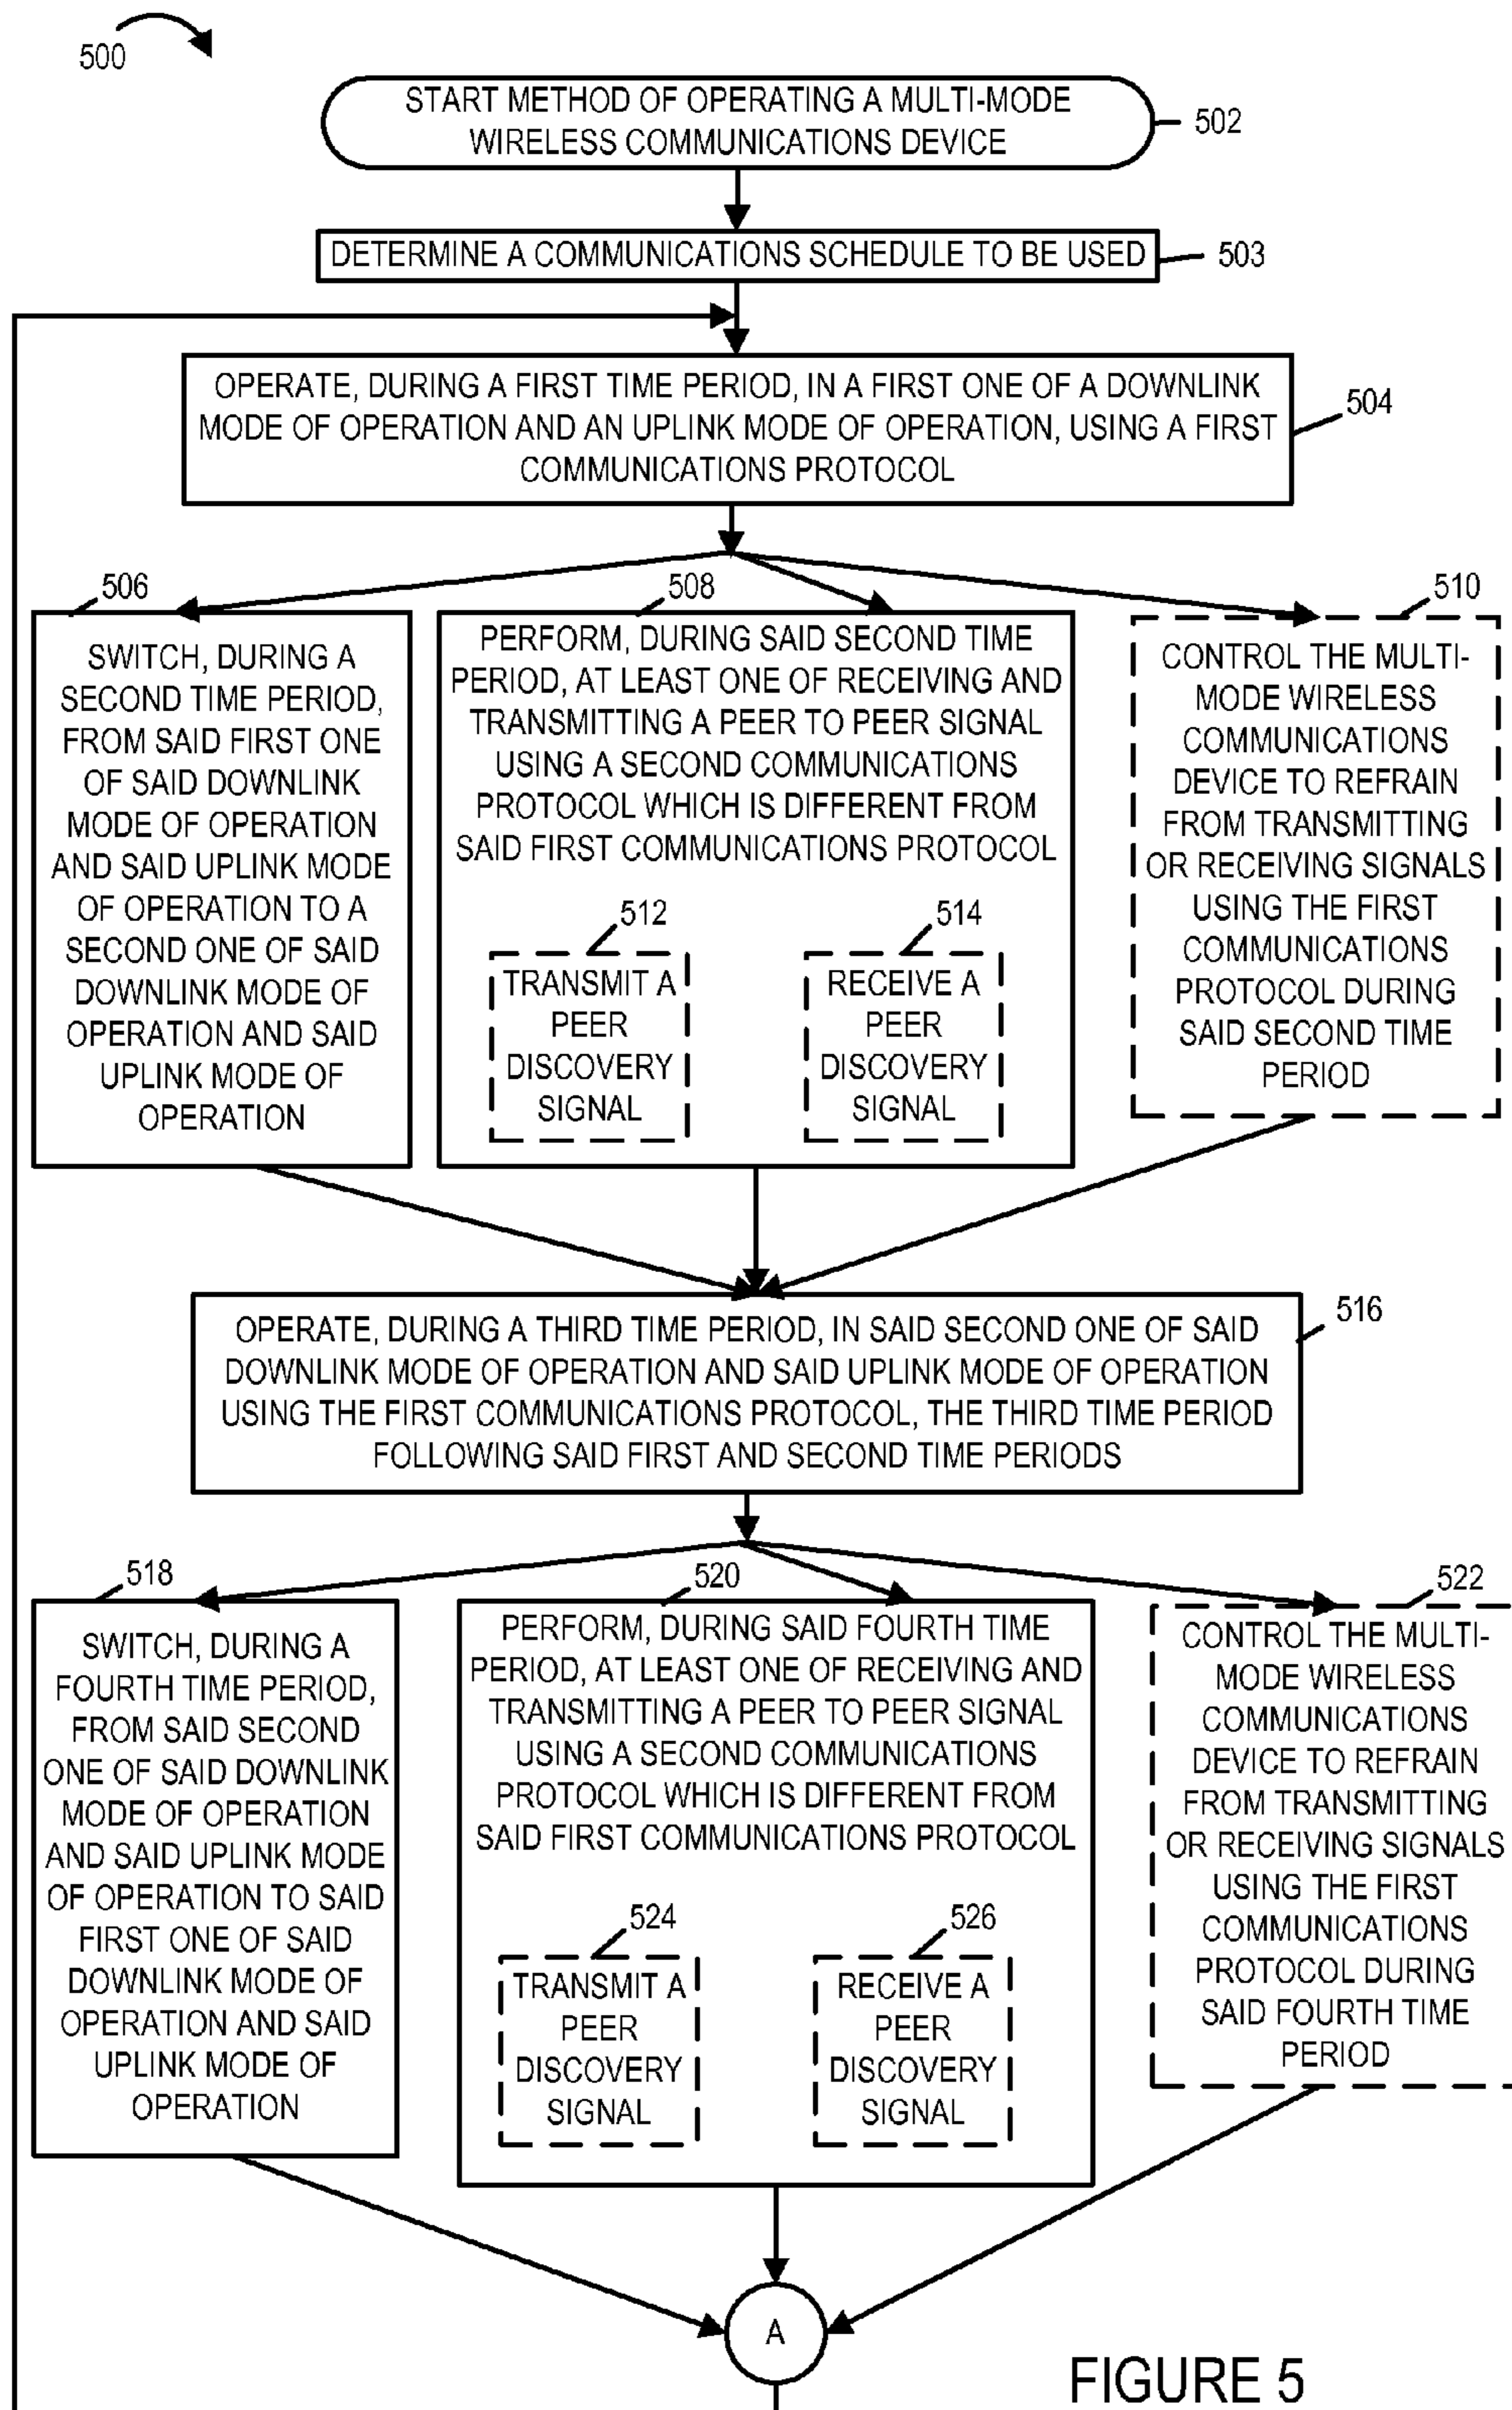 500
START METHOD OF OPERATING A MULTI-MODE
WIRELESS COMMUNICATIONS DEVICE
502
DETERMINE A COMMUNICATIONS SCHEDULE TO BE USED
503
OPERATE, DURING A FIRST TIME PERIOD, IN A FIRST ONE OF A DOWNLINK
MODE OF OPERATION AND AN UPLINK MODE OF OPERATION, USING A FIRST
COMMUNICATIONS PROTOCOL
504
506
SWITCH, DURING A
SECOND TIME PERIOD,
FROM SAID FIRST ONE
OF SAID DOWNLINK
MODE OF OPERATION
AND SAID UPLINK MODE
OF OPERATION TO A
SECOND ONE OF SAID
DOWNLINK MODE OF
OPERATION AND SAID
UPLINK MODE OF
OPERATION
508
PERFORM, DURING SAID SECOND TIME
PERIOD, AT LEAST ONE OF RECEIVING AND
TRANSMITTING A PEER TO PEER SIGNAL
USING A SECOND COMMUNICATIONS
PROTOCOL WHICH IS DIFFERENT FROM
SAID FIRST COMMUNICATIONS PROTOCOL
512
TRANSMIT A
PEER
DISCOVERY
SIGNAL
514
RECEIVE A
PEER
DISCOVERY
SIGNAL
510
CONTROL THE MULTI-
MODE WIRELESS
COMMUNICATIONS
DEVICE TO REFRAIN
FROM TRANSMITTING
OR RECEIVING SIGNALS
USING THE FIRST
COMMUNICATIONS
PROTOCOL DURING
SAID SECOND TIME
PERIOD
OPERATE, DURING A THIRD TIME PERIOD, IN SAID SECOND ONE OF SAID
DOWNLINK MODE OF OPERATION AND SAID UPLINK MODE OF OPERATION
USING THE FIRST COMMUNICATIONS PROTOCOL, THE THIRD TIME PERIOD
FOLLOWING SAID FIRST AND SECOND TIME PERIODS
516
518
SWITCH, DURING A
FOURTH TIME PERIOD,
FROM SAID SECOND
ONE OF SAID DOWNLINK
MODE OF OPERATION
AND SAID UPLINK MODE
OF OPERATION TO SAID
FIRST ONE OF SAID
DOWNLINK MODE OF
OPERATION AND SAID
UPLINK MODE OF
OPERATION
520
PERFORM, DURING SAID FOURTH TIME
PERIOD, AT LEAST ONE OF RECEIVING AND
TRANSMITTING A PEER TO PEER SIGNAL
USING A SECOND COMMUNICATIONS
PROTOCOL WHICH IS DIFFERENT FROM
SAID FIRST COMMUNICATIONS PROTOCOL
524
TRANSMIT A
PEER
DISCOVERY
SIGNAL
526
RECEIVE A
PEER
DISCOVERY
SIGNAL
522
CONTROL THE MULTI-
MODE WIRELESS
COMMUNICATIONS
DEVICE TO REFRAIN
FROM TRANSMITTING
OR RECEIVING SIGNALS
USING THE FIRST
COMMUNICATIONS
PROTOCOL DURING
SAID FOURTH TIME
PERIOD
A
FIGURE 5